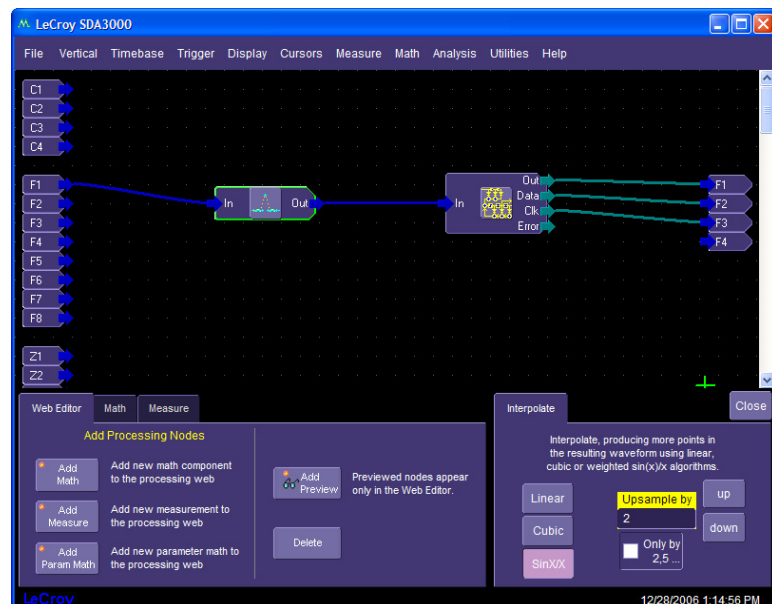 LeCroy SDA3000
File Vertical Timebase Trigger Display Cursors Measure Math Analysis Utilities Help
C1
C2
C3
C4
F1
F2
F3
F4
F5
F6
F7
F8
Z1
Z2
In Out
In
Out
Data
Clk
Error
F1
F2
F3
F4
Web Editor Math Measure
Add Processing Nodes
Add Math
Add new math component
to the processing web
Add Measure
Add new measurement to
the processing web
Add Param Math
Add new parameter math to
the processing web
Add Preview
Previewed nodes appear
only in the Web Editor.
Delete
Interpolate
Close
Interpolate, producing more points in
the resulting waveform using linear,
cubic or weighted sin(x)/x algorithms.
Linear
Cubic
SinX/X
Upsample by
2
up
down
Only by
2,5 ...
LeCroy
12/28/2006 1:14:56 PM